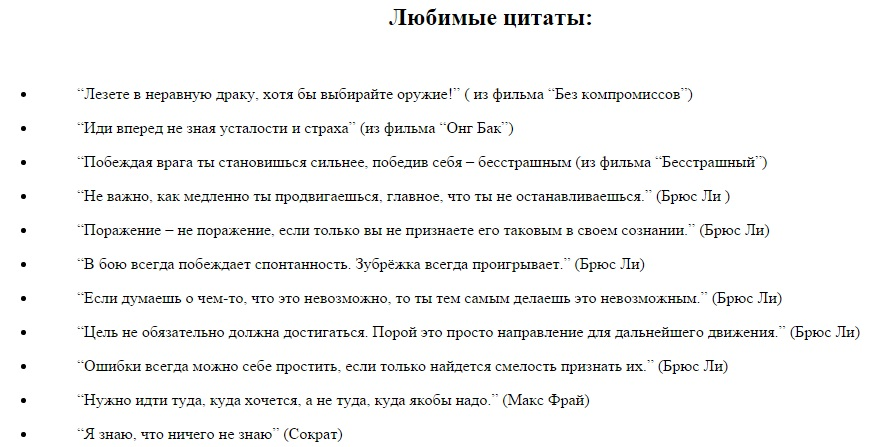 Любимые цитаты:
• “Лезете в неравную драку, хотя бы выбирайте оружие!” ( из фильма “Без компромиссов”)
• “Иди вперед не зная усталости и страха” (из фильма “Онг Бак”)
• “Побеждая врага ты становишься сильнее, победив себя – бесстрашным (из фильма “Бесстрашный”)
• “Не важно, как медленно ты продвигаешься, главное, что ты не останавливаешься.” (Брюс Ли )
• “Поражение – не поражение, если только вы не признаете его таковым в своем сознании.” (Брюс Ли)
• “В бою всегда побеждает спонтанность. Зубрёжка всегда проигрывает.” (Брюс Ли)
• “Если думаешь о чем-то, что это невозможно, то ты тем самым делаешь это невозможным.” (Брюс Ли)
• “Цель не обязательно должна достигаться. Порой это просто направление для дальнейшего движения.” (Брюс Ли)
• “Ошибки всегда можно себе простить, если только найдется смелость признать их.” (Брюс Ли)
• “Нужно идти туда, куда хочется, а не туда, куда якобы надо.” (Макс Фрай)
• “Я знаю, что ничего не знаю” (Сократ)